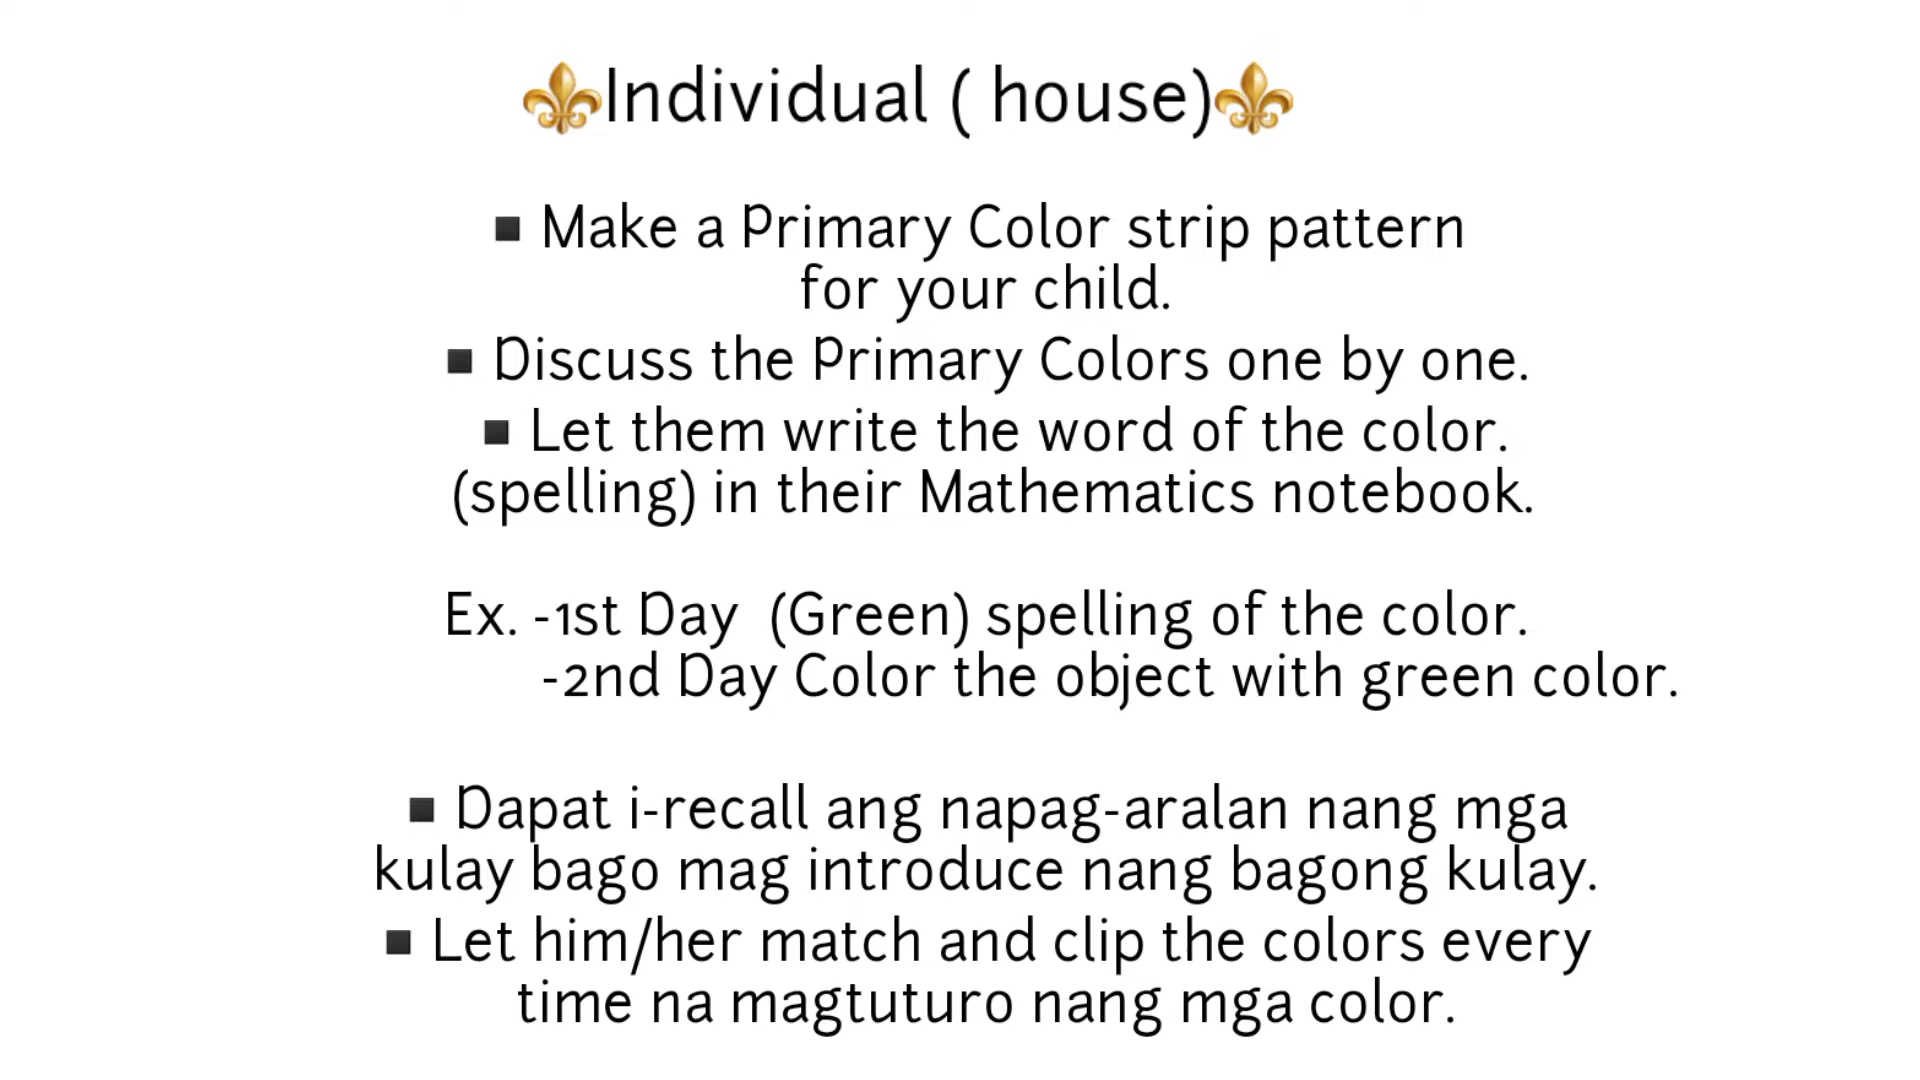 Individual ( house)
▪ Make a Primary Color strip pattern
for your child.
▪ Discuss the Primary Colors one by one.
▪ Let them write the word of the color.
(spelling) in their Mathematics notebook.
Ex. -1st Day (Green) spelling of the color.
-2nd Day Color the object with green color.
▪ Dapat i-recall ang napag-aralan nang mga
kulay bago mag introduce nang bagong kulay.
▪ Let him/her match and clip the colors every
time na magtuturo nang mga color.